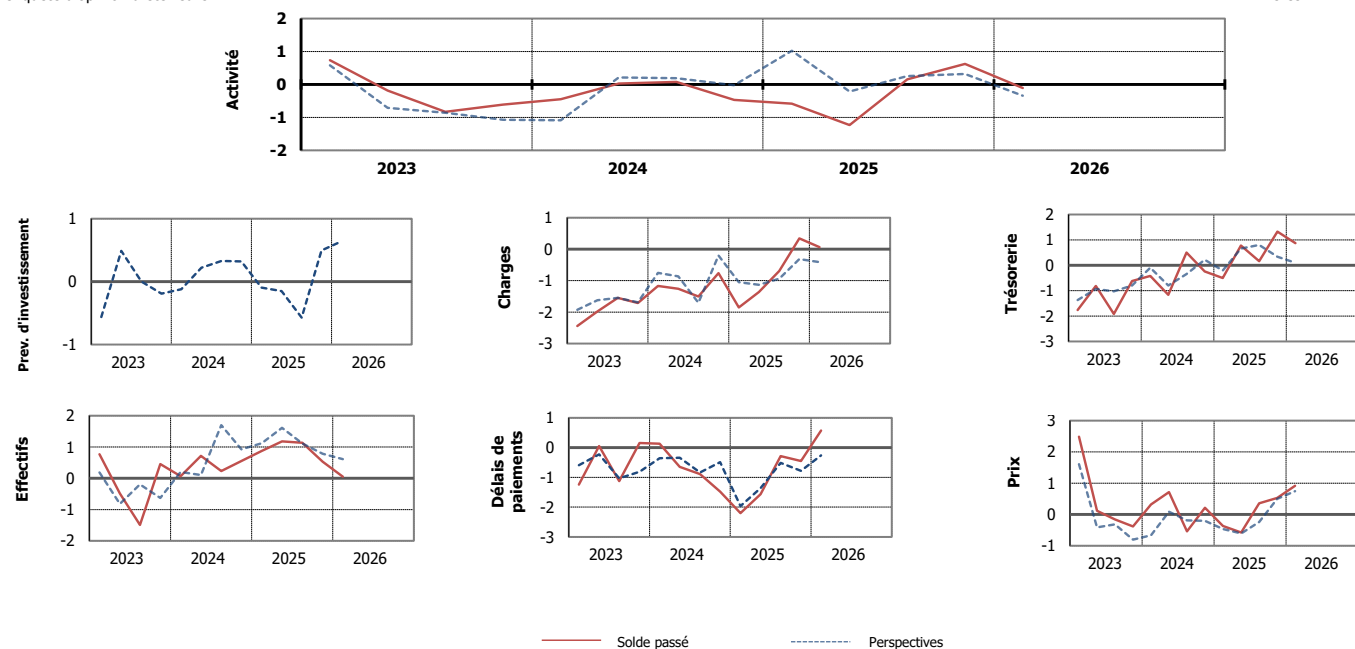 2
1
0
-1
-2
Activité
2023 2024 2025 2026
1
0
-1
Prev. d'investissement
2023 2024 2025 2026
1
0
-1
-2
-3
Charges
2023 2024 2025 2026
2
1
0
-1
-2
-3
Trésorerie
2023 2024 2025 2026
2
1
0
-1
-2
Effectifs
2023 2024 2025 2026
1
0
-1
-2
-3
Délais de
paiements
2023 2024 2025 2026
3
2
1
0
-1
Prix
2023 2024 2025 2026
Solde passé Perspectives